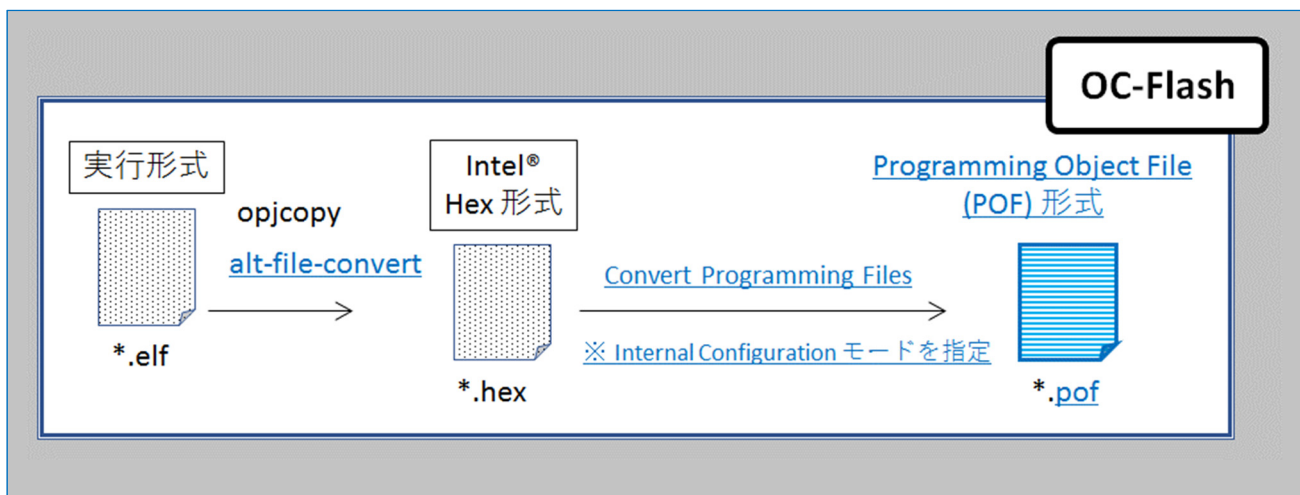 OC-Flash
実行形式
opjcopy
alt-file-convert
*.elf
Intel®
Hex 形式
*.hex
Convert Programming Files
※ Internal Configuration モードを指定
Programming Object File
(POF) 形式
*.pof